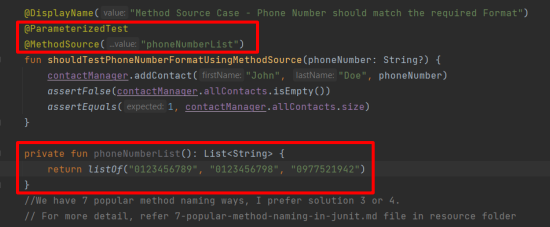 @DisplayName(value: "Method Source Case - Phone Number should match the required Format")
@ParameterizedTest
@MethodSource(...value: "phoneNumberList")
fun shouldTestPhoneNumberFormatUsingMethodSource(phoneNumber: String?) {
contactManager.addContact(firstName: "John", lastName: "Doe", phoneNumber)
assertFalse(contactManager.allContacts.isEmpty())
assertEquals(expected: 1, contactManager.allContacts.size)
}
private fun phoneNumberList(): List<String> {
return listOf("0123456789", "0123456798", "0977521942")
}
//We have 7 popular method naming ways, I prefer solution 3 or 4.
// For more detail, refer 7-popular-method-naming-in-junit.md file in resource folder